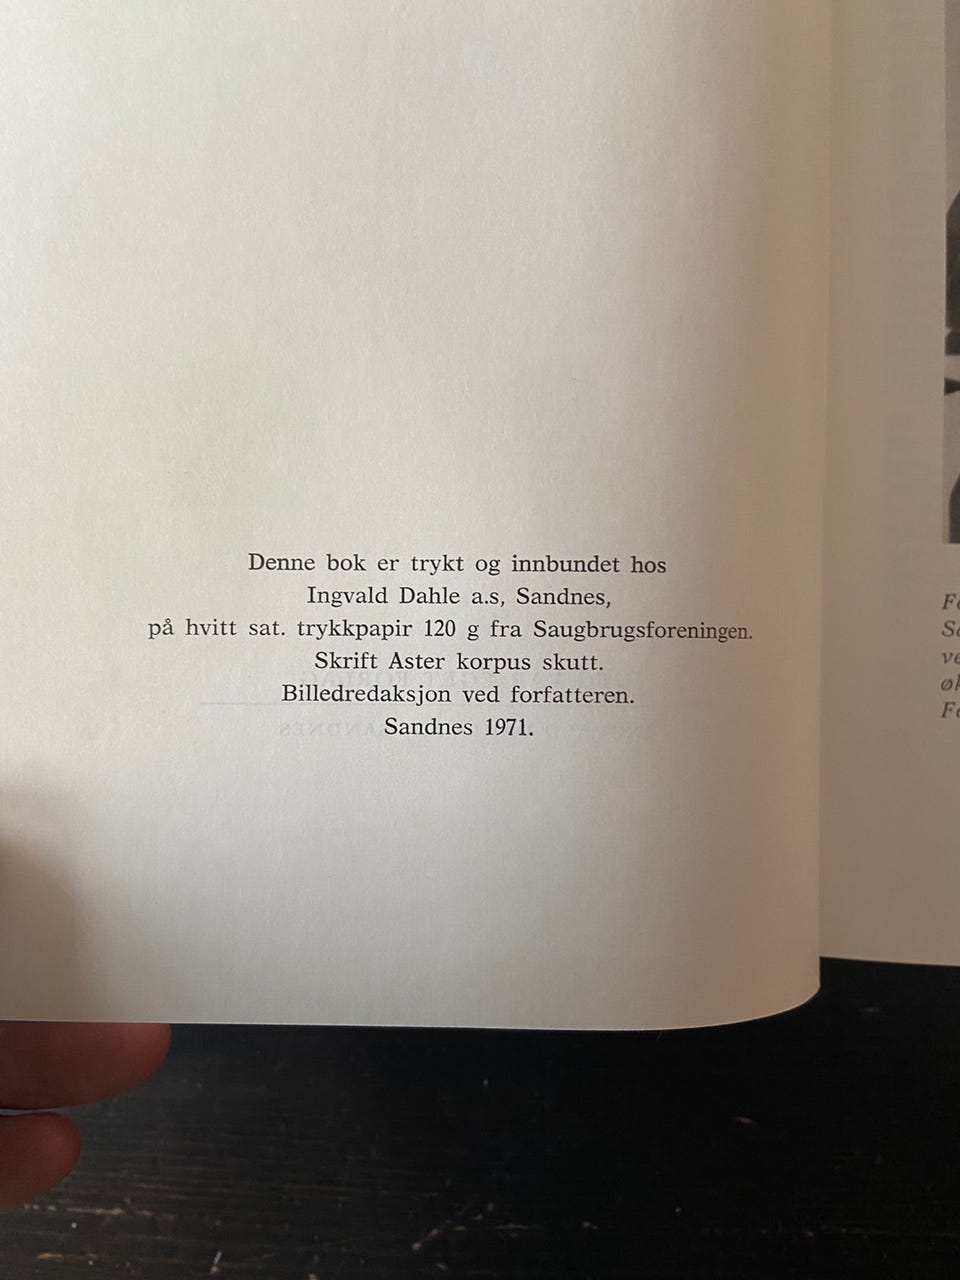 Denne bok er trykt og innbundet hos
Ingvald Dahle a.s, Sandnes,
på hvitt sat. trykkpapir 120 g fra Saugbrugsforeningen.
Skrift Aster korpus skutt.
Billedredaksjon ved forfatteren.
Sandnes 1971.